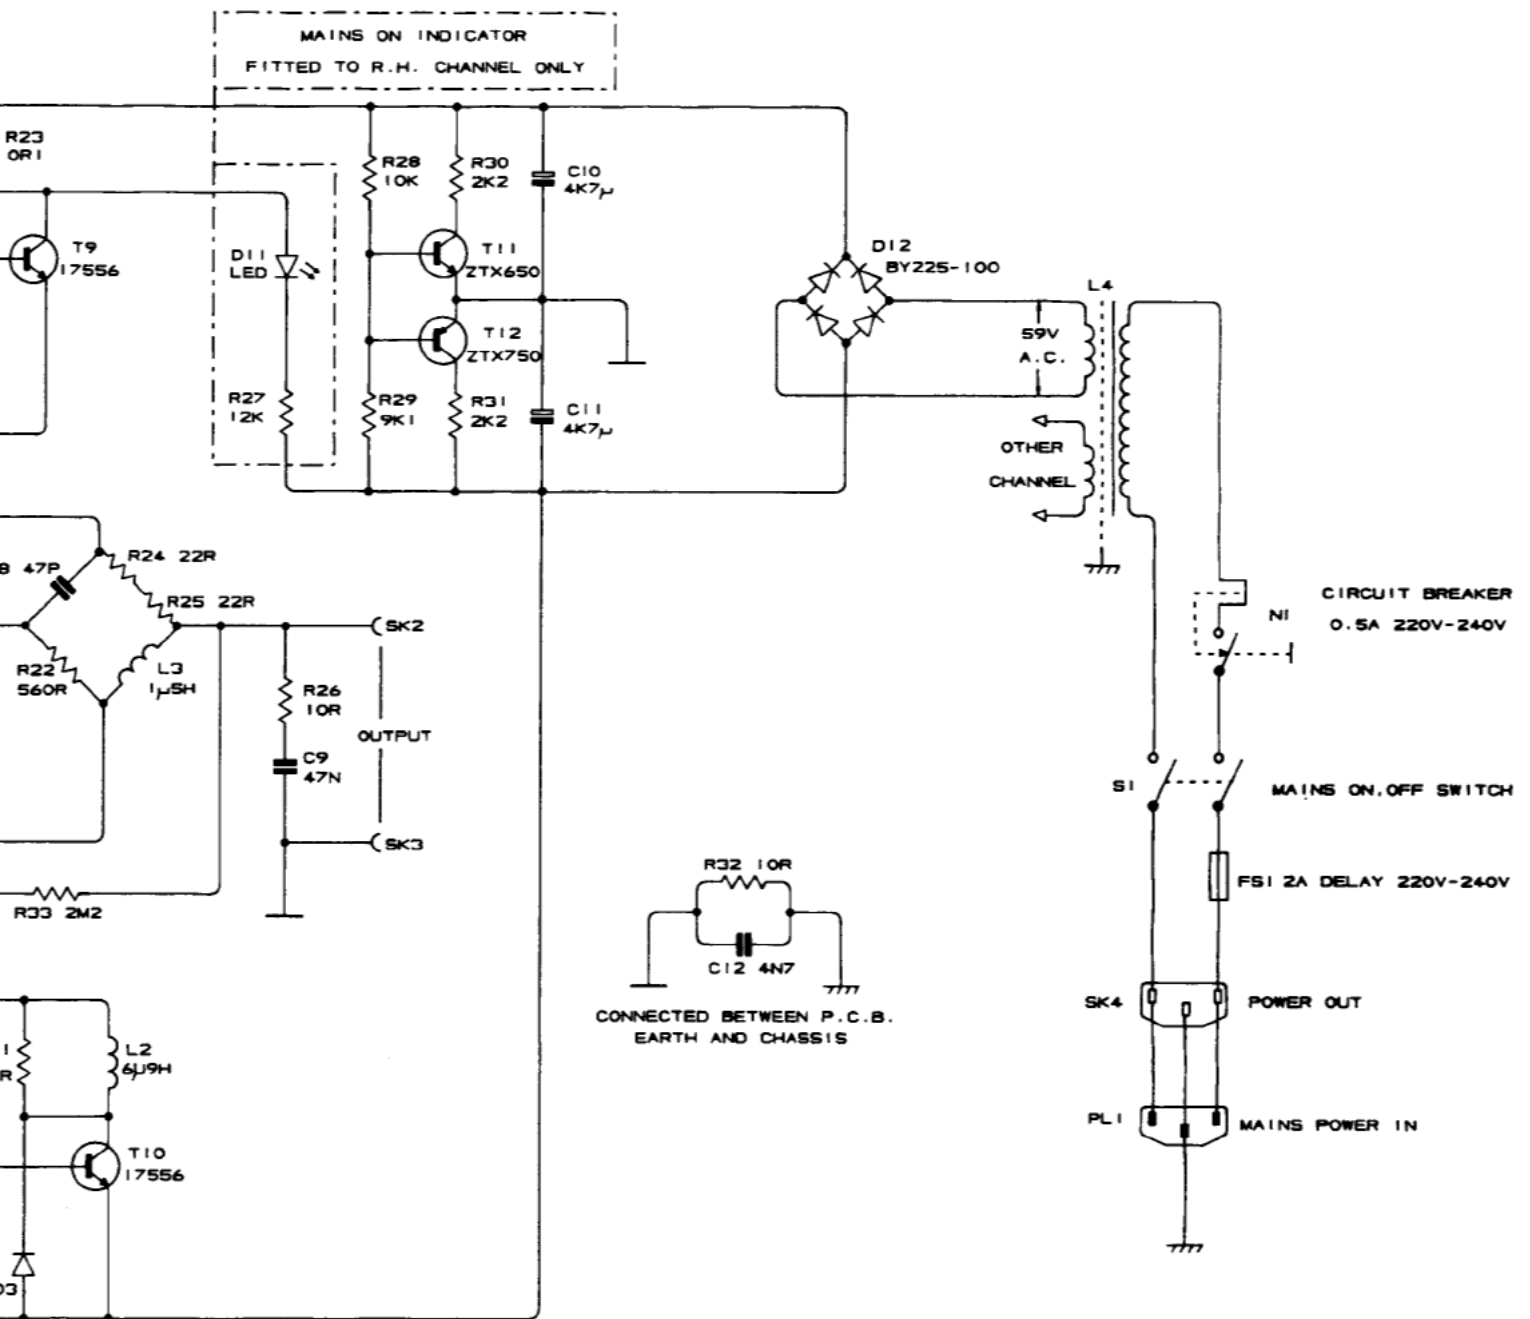 MAINS ON INDICATOR
FITTED TO R.H. CHANNEL ONLY
R23
0R1
T9
17556
D11
LED
R27
12K
R28
10K
R30
2K2
C10
4K7µ
T11
ZTX650
T12
ZTX750
R29
9K1
R31
2K2
C11
4K7µ
D12
BY225-100
L4
59V
A.C.
OTHER
CHANNEL
8 47P
R24 22R
R25 22R
R22
560R
L3
1µ5H
SK2
R26
10R
OUTPUT
C9
47N
SK3
R33 2M2
CIRCUIT BREAKER
N1
0.5A 220V-240V
S1
MAINS ON.OFF SWITCH
FS1 2A DELAY 220V-240V
R32 10R
C12 4N7
CONNECTED BETWEEN P.C.B.
EARTH AND CHASSIS
SK4
POWER OUT
PL1
MAINS POWER IN
1
R
L2
6µ9H
T10
17556
D3